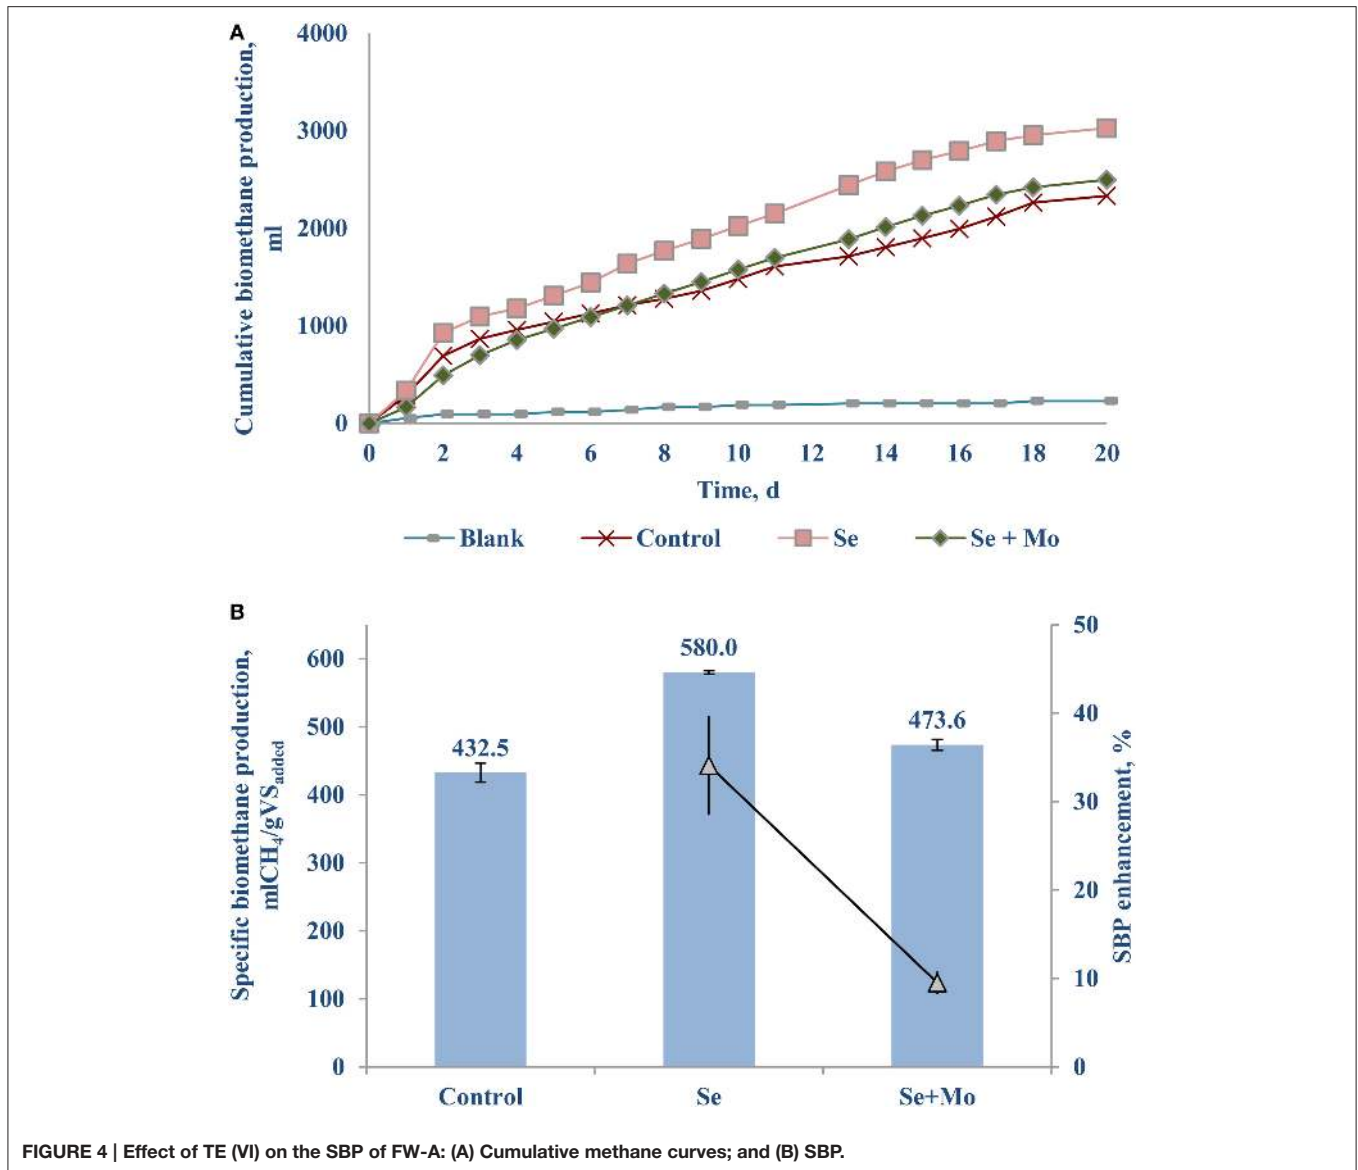 A
Cumulative biomethane production,
ml
4000
3000
2000
1000
0
0 2 4 6 8 10 12 14 16 18 20
Time, d
Blank Control Se Se + Mo
B
Specific biomethane production,
mlCH₄/gVSadded
600
500
400
300
200
100
0
432.5
580.0
473.6
50
40
30
20
10
0
SBP enhancement, %
Control Se Se+Mo
FIGURE 4 | Effect of TE (VI) on the SBP of FW-A: (A) Cumulative methane curves; and (B) SBP.